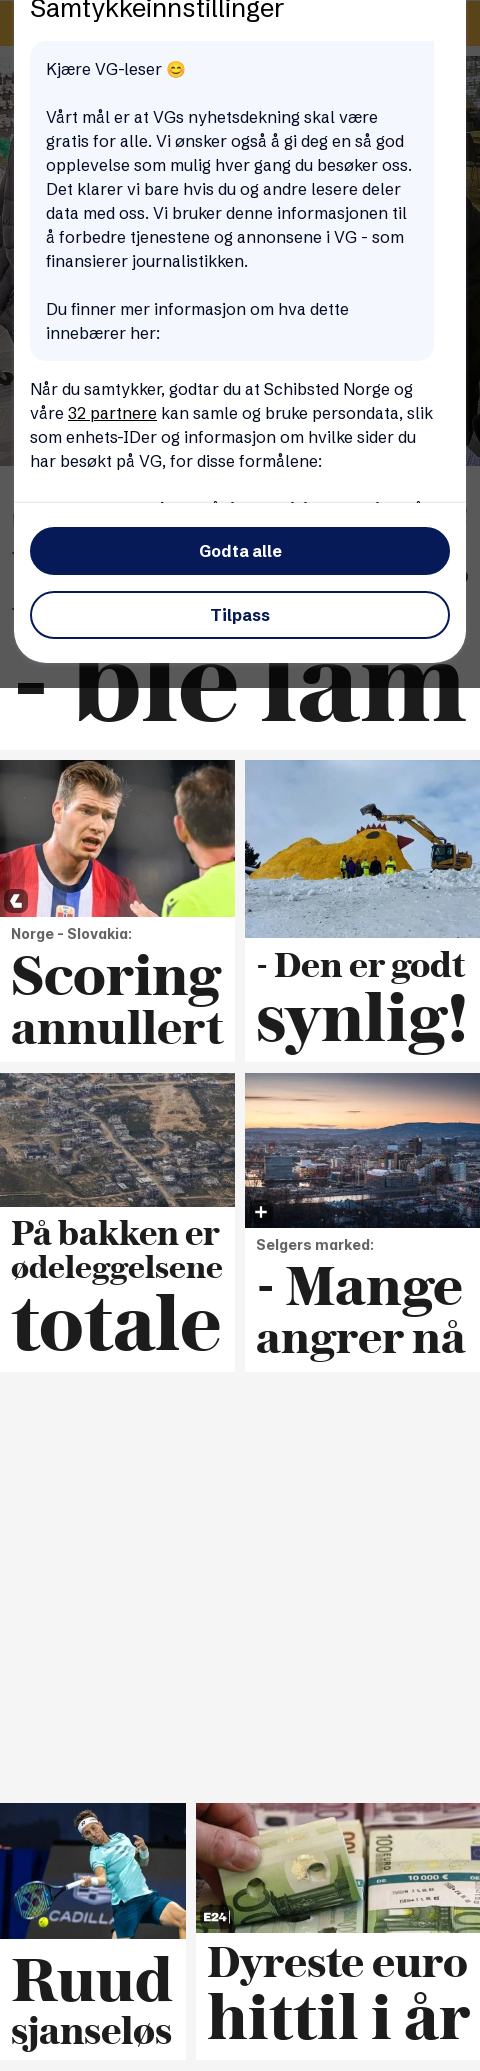 Samtykkeinnstillinger
Kjære VG-leser 😊
Vårt mål er at VGs nyhetsdekning skal være
gratis for alle. Vi ønsker også å gi deg en så god
opplevelse som mulig hver gang du besøker oss.
Det klarer vi bare hvis du og andre lesere deler
data med oss. Vi bruker denne informasjonen til
å forbedre tjenestene og annonsene i VG - som
finansierer journalistikken.
Du finner mer informasjon om hva dette
innebærer her:
Når du samtykker, godtar du at Schibsted Norge og
våre 32 partnere kan samle og bruke persondata, slik
som enhets-IDer og informasjon om hvilke sider du
har besøkt på VG, for disse formålene:
Godta alle
Tilpass
- ble lam
Norge - Slovakia:
Scoring
annullert
- Den er godt
synlig!
På bakken er
ødeleggelsene
totale
Selgers marked:
- Mange
angrer nå
CADILLA
Ruud
sjanseløs
E24
100
10 000 €
Dyreste euro
hittil i år